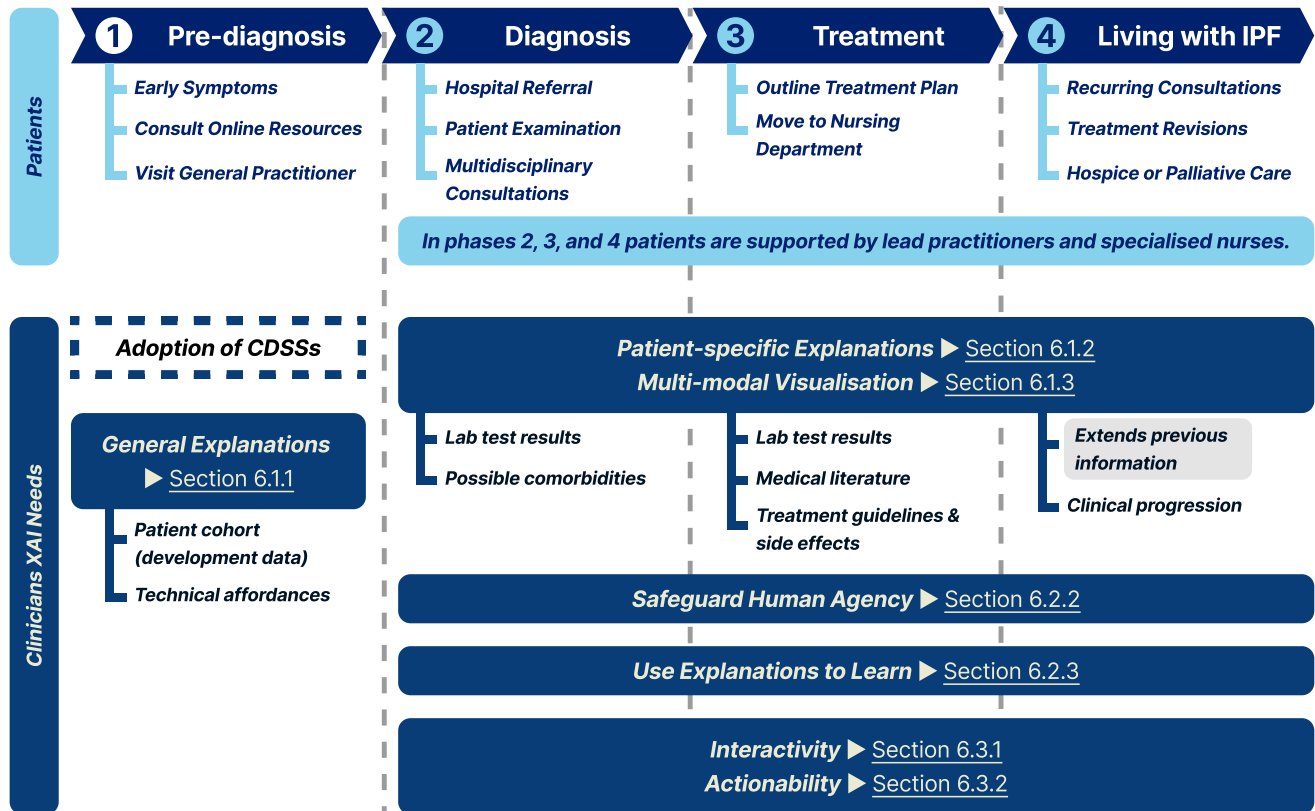 1 Pre-diagnosis
2 Diagnosis
3 Treatment
4 Living with IPF
Patients
Early Symptoms
Consult Online Resources
Visit General Practitioner
Hospital Referral
Patient Examination
Multidisciplinary
Consultations
Outline Treatment Plan
Move to Nursing
Department
Recurring Consultations
Treatment Revisions
Hospice or Palliative Care
In phases 2, 3, and 4 patients are supported by lead practitioners and specialised nurses.
Clinicians XAI Needs
Adoption of CDSSs
General Explanations
▶ Section 6.1.1
Patient cohort
(development data)
Technical affordances
Patient-specific Explanations ▶ Section 6.1.2
Multi-modal Visualisation ▶ Section 6.1.3
Lab test results
Possible comorbidities
Lab test results
Medical literature
Treatment guidelines &
side effects
Extends previous
information
Clinical progression
Safeguard Human Agency ▶ Section 6.2.2
Use Explanations to Learn ▶ Section 6.2.3
Interactivity ▶ Section 6.3.1
Actionability ▶ Section 6.3.2